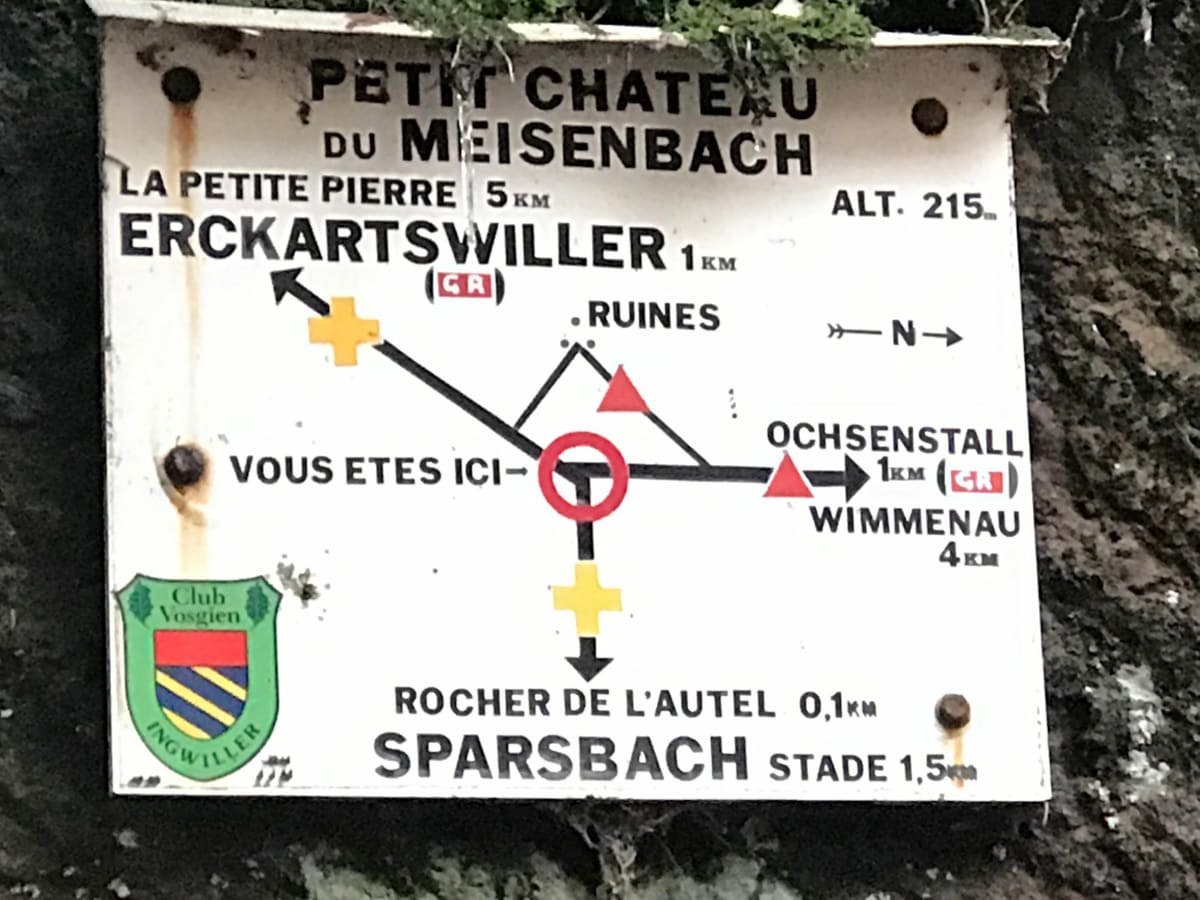 PETIT CHATEAU
DU MEISENBACH
LA PETITE PIERRE 5KM
ALT. 215m
ERCKARTSWILLER 1KM
(GR)
.RUINES
N
OCHSENSTALL
VOUS ETES ICI
1KM (GR)
WIMMENAU
4KM
Club
Vosgien
INGWILLER
ROCHER DE L'AUTEL 0,1KM
SPARSBACH STADE 1,5KM